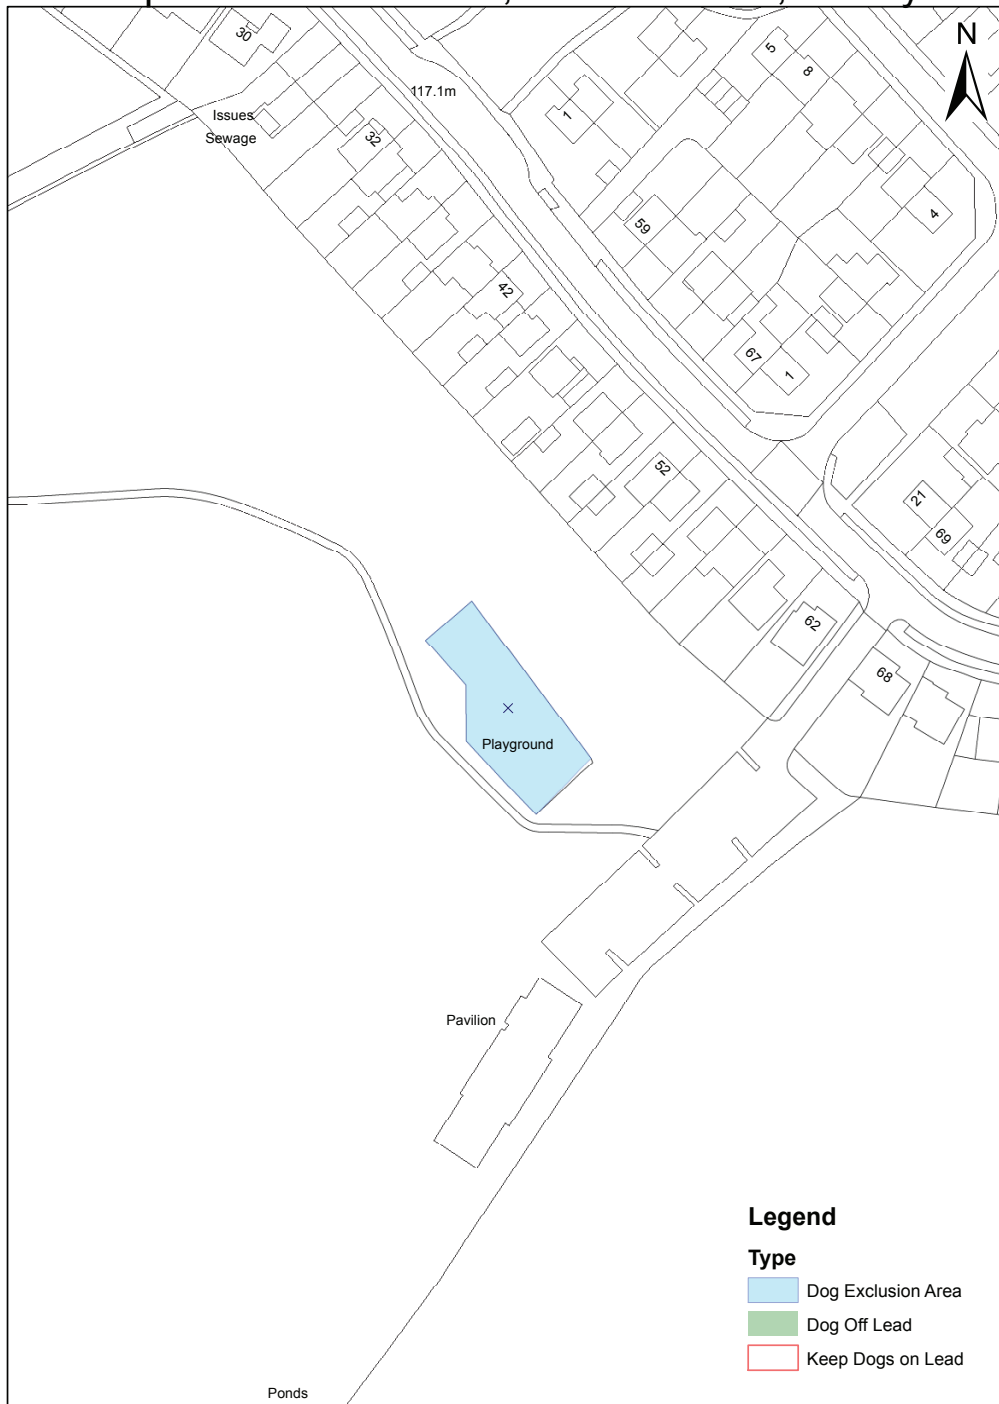 N
30
5
8
117.1m
1
Issues
Sewage
32
4
59
42
67
1
52
21
69
62
68
Playground
Pavilion
Legend
Type
Dog Exclusion Area
Dog Off Lead
Keep Dogs on Lead
Ponds